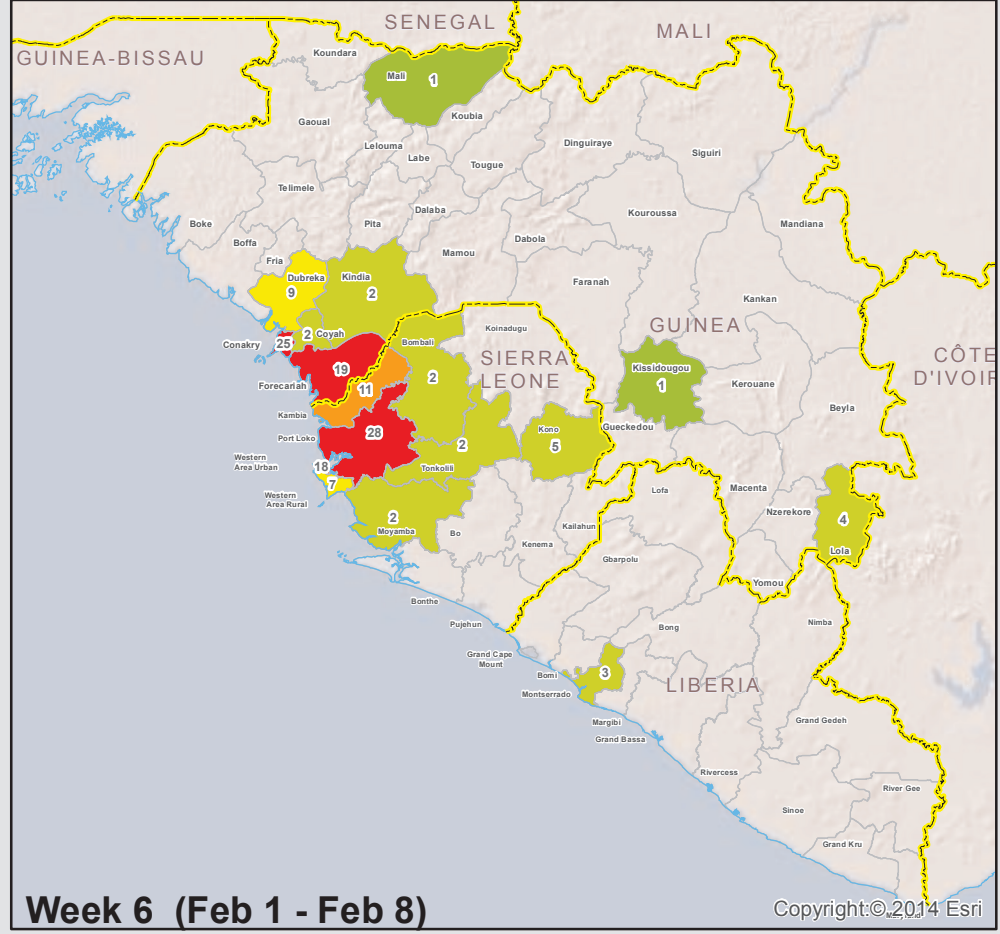 SENEGAL
MALI
GUINEA-BISSAU
Koundara
Mali
1
Koubia
Gaoual
Lelouma
Labe
Tougue
Dinguiraye
Siguiri
Telimele
Dalaba
Pita
Boke
Boffa
Fria
Mamou
Dabola
Kouroussa
Mandiana
Dubreka
9
Kindia
2
Faranah
Kankan
GUINEA
Conakry
25
2
Coyah
Bombali
Koinadugu
SIERRA
LEONE
CÔTE
D'IVOIR
Forecariah
19
11
2
Kissidougou
1
Kerouane
Beyla
Kambia
Port Loko
28
Gueckedou
Kono
5
2
Tonkolili
Western
Area Urban
18
7
Western
Area Rural
Lofa
Macenta
Nzerekore
4
Lola
2
Moyamba
Bo
Kailahun
Kenema
Gbarpolu
Yomou
Bonthe
Pujehun
Nimba
Bong
Grand Cape
Mount
Bomi
3
Montserrado
LIBERIA
Margibi
Grand Bassa
Grand Gedeh
Rivercess
River Gee
Sinoe
Grand Kru
Week 6 (Feb 1 - Feb 8)
Copyright:© 2014 Esri